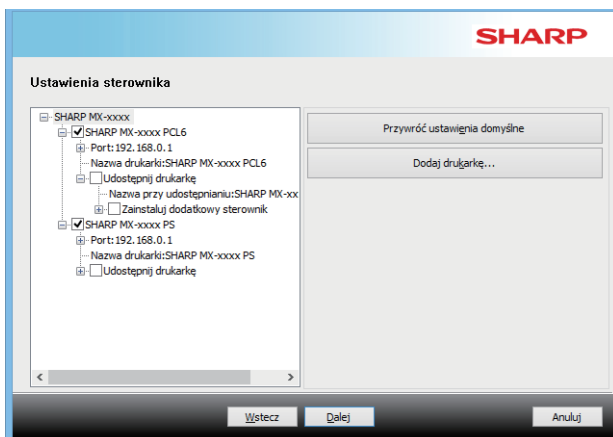 SHARP
Ustawienia sterownika
SHARP MX-xxxx
SHARP MX-xxxx PCL6
Port:192.168.0.1
Nazwa drukarki:SHARP MX-xxxx PCL6
Udostępnij drukarkę
Nazwa przy udostępnianiu:SHARP MX-xx
Zainstaluj dodatkowy sterownik
SHARP MX-xxxx PS
Port:192.168.0.1
Nazwa drukarki:SHARP MX-xxxx PS
Udostępnij drukarkę
Przywróć ustawienia domyślne
Dodaj drukarkę...
Wstecz
Dalej
Anuluj